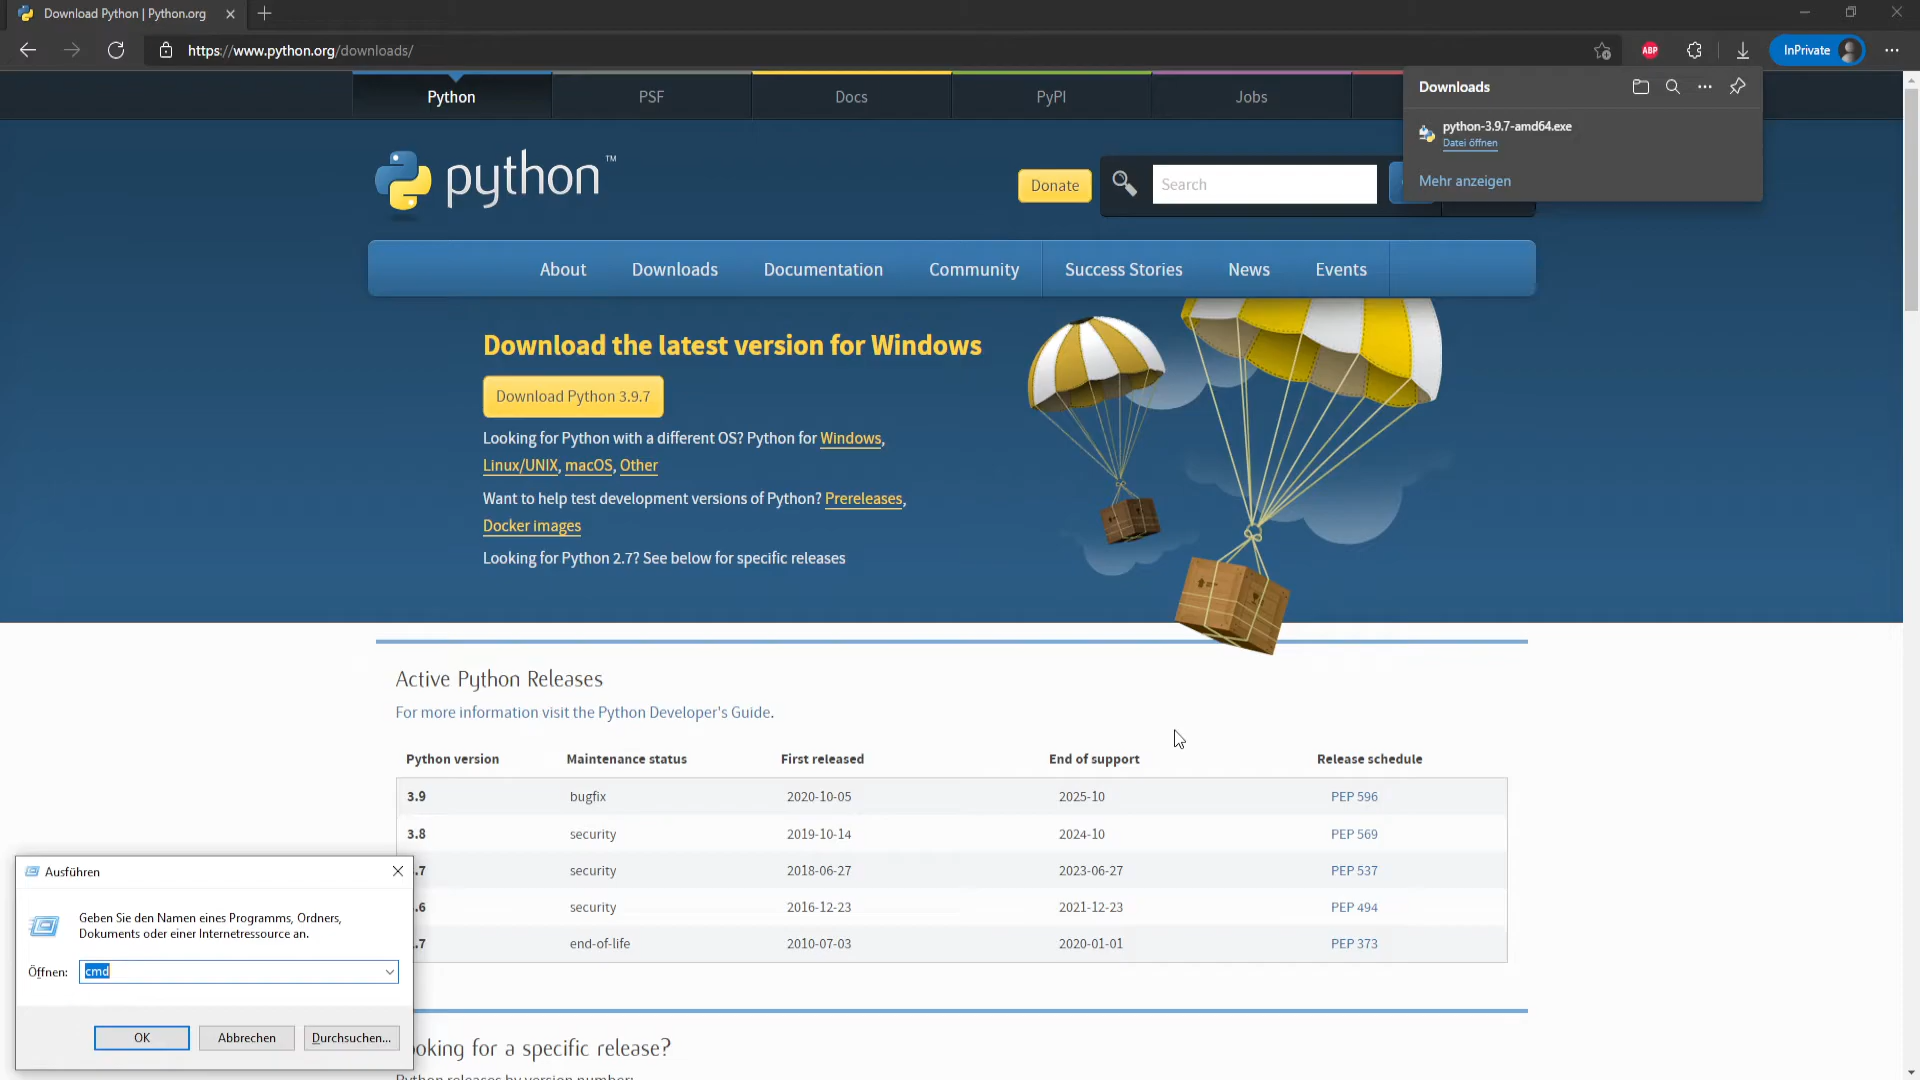 Download Python | Python.org
https://www.python.org/downloads/
ABP
InPrivate
Python
PSF
Docs
PyPI
Jobs
Downloads
python-3.9.7-amd64.exe
Datei öffnen
Mehr anzeigen
python™
Donate
Search
About
Downloads
Documentation
Community
Success Stories
News
Events
Download the latest version for Windows
Download Python 3.9.7
Looking for Python with a different OS? Python for Windows,
Linux/UNIX, macOS, Other
Want to help test development versions of Python? Prereleases,
Docker images
Looking for Python 2.7? See below for specific releases
Active Python Releases
For more information visit the Python Developer's Guide.
Python version Maintenance status First released End of support Release schedule
3.9 bugfix 2020-10-05 2025-10 PEP 596
3.8 security 2019-10-14 2024-10 PEP 569
.7 security 2018-06-27 2023-06-27 PEP 537
.6 security 2016-12-23 2021-12-23 PEP 494
.7 end-of-life 2010-07-03 2020-01-01 PEP 373
ooking for a specific release?
Python releases by version number:
Ausführen
Geben Sie den Namen eines Programms, Ordners,
Dokuments oder einer Internetressource an.
Öffnen: cmd
OK
Abbrechen
Durchsuchen...